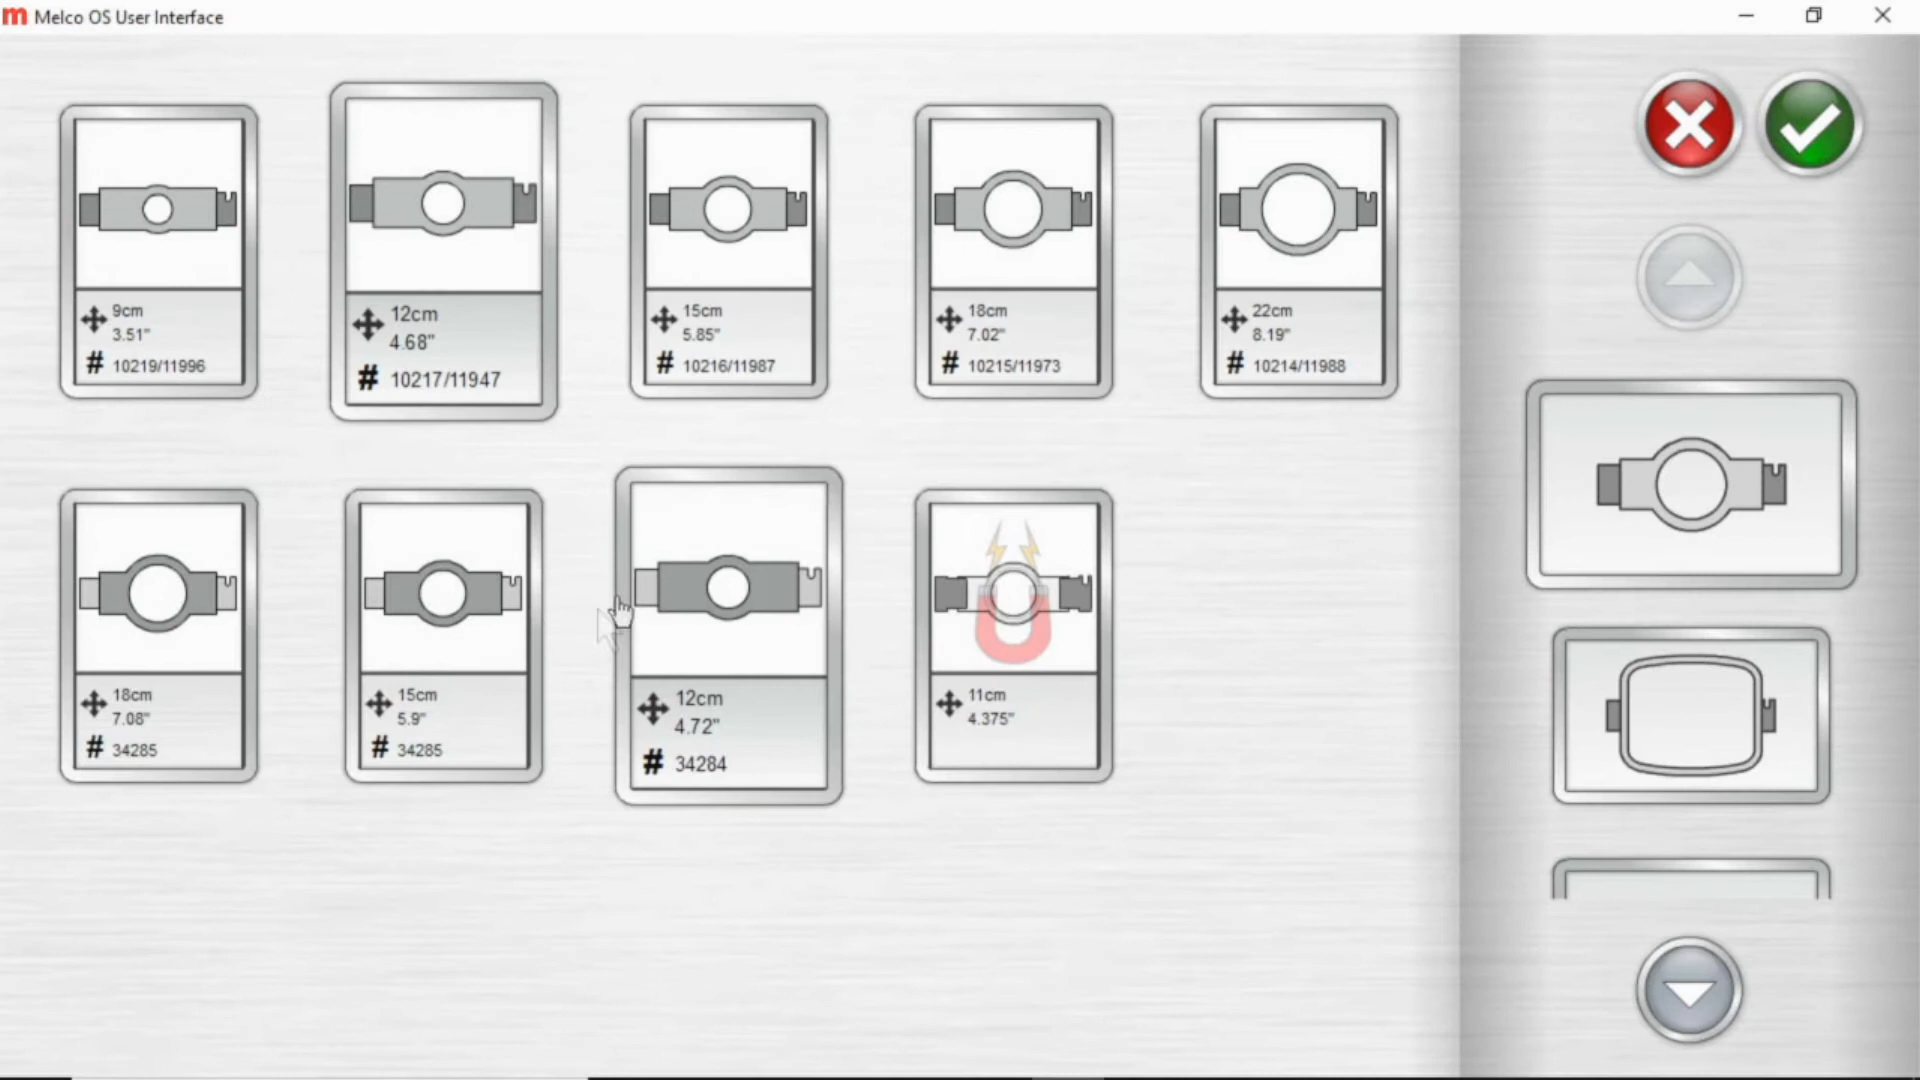 m Melco OS User Interface
9cm
3.51"
# 10219/11996
12cm
4.68"
# 10217/11947
15cm
5.85"
# 10216/11987
18cm
7.02"
# 10215/11973
22cm
8.19"
# 10214/11988
18cm
7.08"
# 34285
15cm
5.9"
# 34285
12cm
4.72"
# 34284
11cm
4.375"